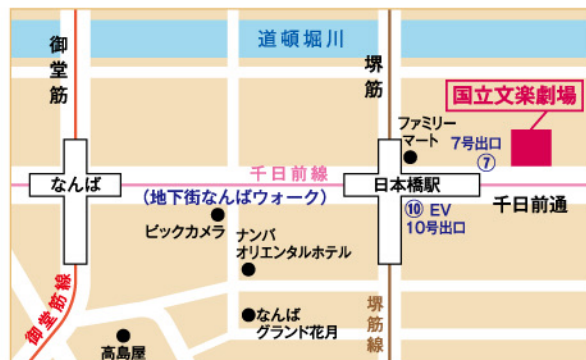 道頓堀川
御堂筋
堺筋
国立文楽劇場
ファミリー
マート
7号出口
⑦
千日前線
なんば
(地下街なんばウォーク)
日本橋駅
千日前通
⑩ EV
10号出口
ビックカメラ
ナンバ
オリエンタルホテル
御堂筋線
なんば
グランド花月
堺筋線
高島屋